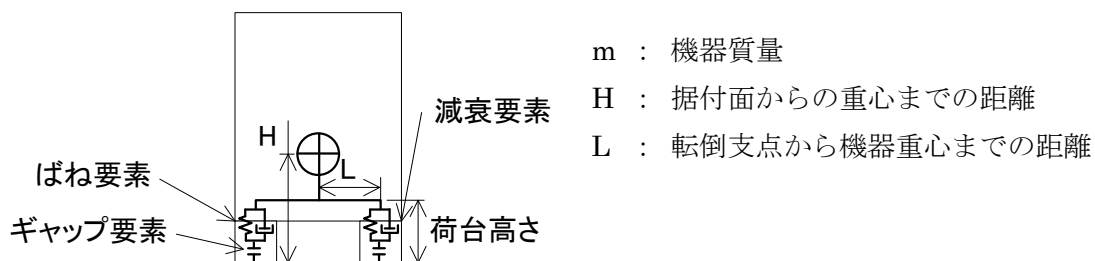 m : 機器質量
H : 据付面からの重心までの距離
L : 転倒支点から機器重心までの距離
減衰要素
H
L
ばね要素
ギャップ要素
荷台高さ